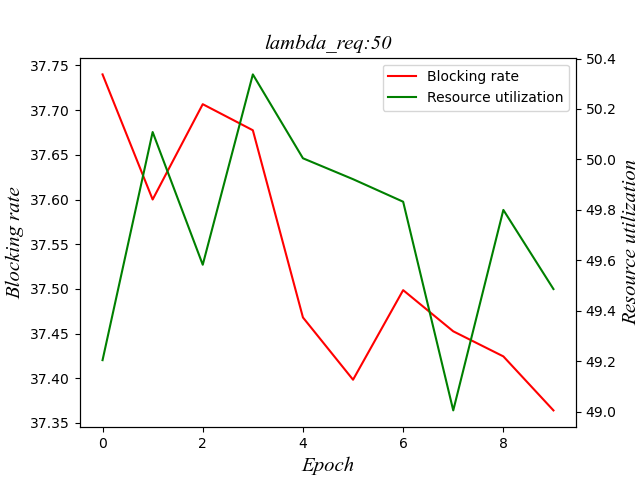 lambda_req:50
37.75
37.70
37.65
37.60
37.55
37.50
37.45
37.40
37.35
Blocking rate
50.4
50.2
50.0
49.8
49.6
49.4
49.2
49.0
Resource utilization
Blocking rate
Resource utilization
0 2 4 6 8
Epoch